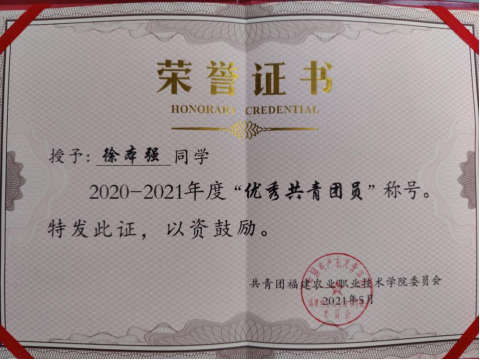 荣誉证书
HONORARY CREDENTIAL
授予：徐本强 同学
2020-2021年度“优秀共青团员”称号。
特发此证，以资鼓励。
共青团福建农业职业技术学院委员会
2021年5月